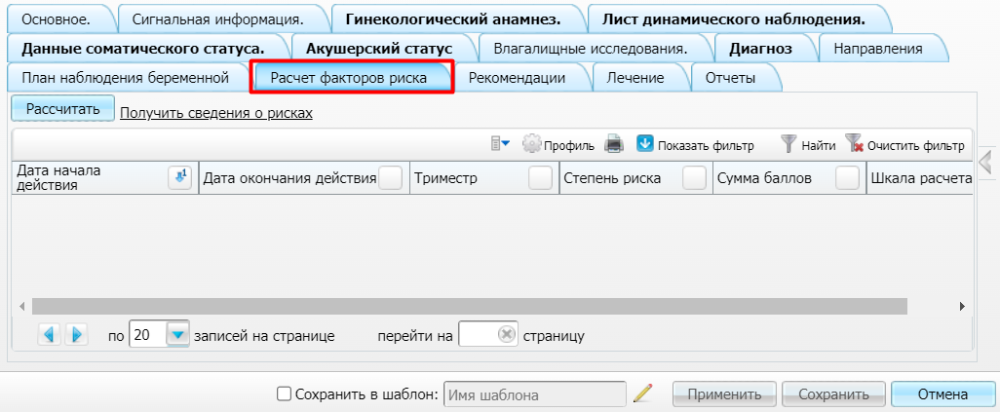 Основное. Сигнальная информация. Гинекологический анамнез. Лист динамического наблюдения.
Данные соматического статуса. Акушерский статус Влагалищные исследования. Диагноз Направления
План наблюдения беременной Расчет факторов риска Рекомендации Лечение Отчеты
Рассчитать Получить сведения о рисках
Профиль Показать фильтр Найти Очистить фильтр
Дата начала действия 1 Дата окончания действия Триместр Степень риска Сумма баллов Шкала расчета
по 20 записей на странице перейти на страницу
Сохранить в шаблон: Имя шаблона Применить Сохранить Отмена